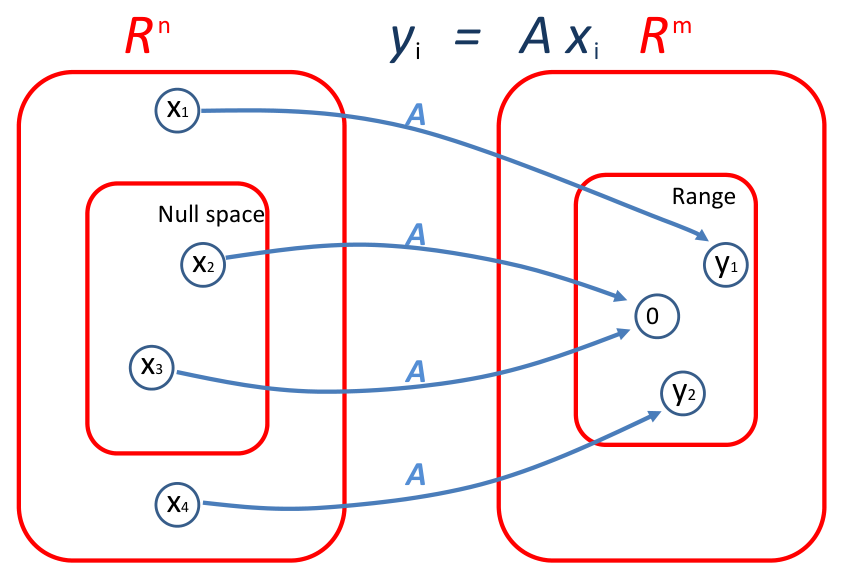 Rⁿ yᵢ = A xᵢ Rᵐ
x₁
A
Range
Null space
A
x₂
y₁
0
x₃
A
y₂
A
x₄